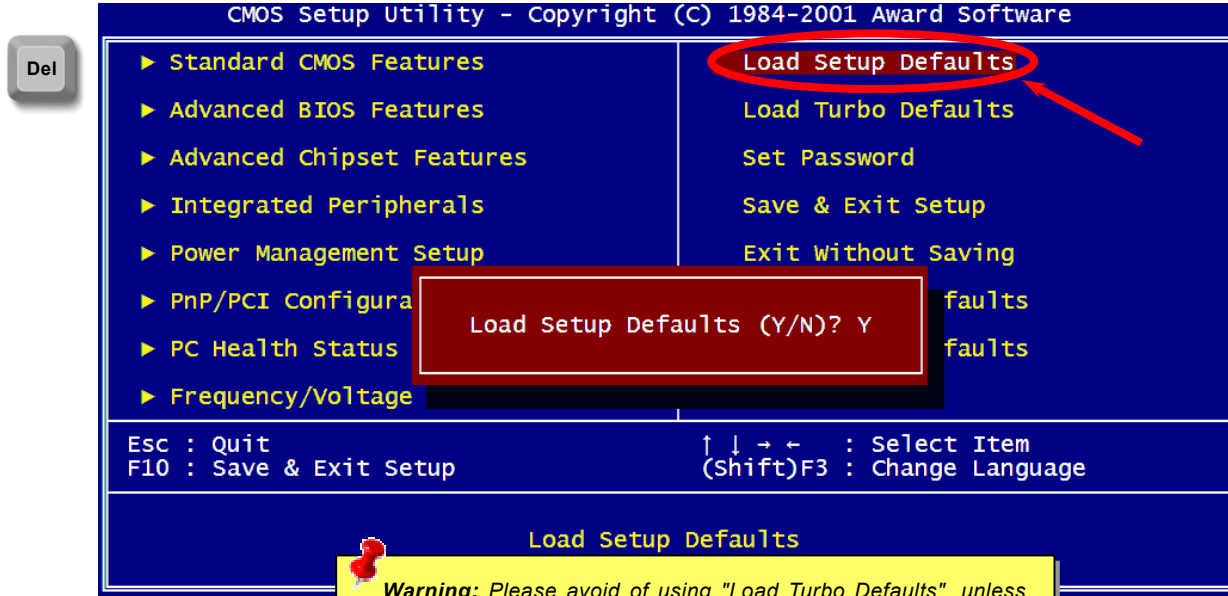 CMOS Setup Utility - Copyright (C) 1984-2001 Award Software
Del
► Standard CMOS Features
► Advanced BIOS Features
► Advanced Chipset Features
► Integrated Peripherals
► Power Management Setup
► PnP/PCI Configura
► PC Health Status
► Frequency/Voltage
Load Setup Defaults
Load Turbo Defaults
Set Password
Save & Exit Setup
Exit Without Saving
faults
faults
Load Setup Defaults (Y/N)? Y
Esc : Quit
F10 : Save & Exit Setup
↑ ↓ → ← : Select Item
(Shift)F3 : Change Language
Load Setup Defaults
Warning: Please avoid of using "Load Turbo Defaults", unless